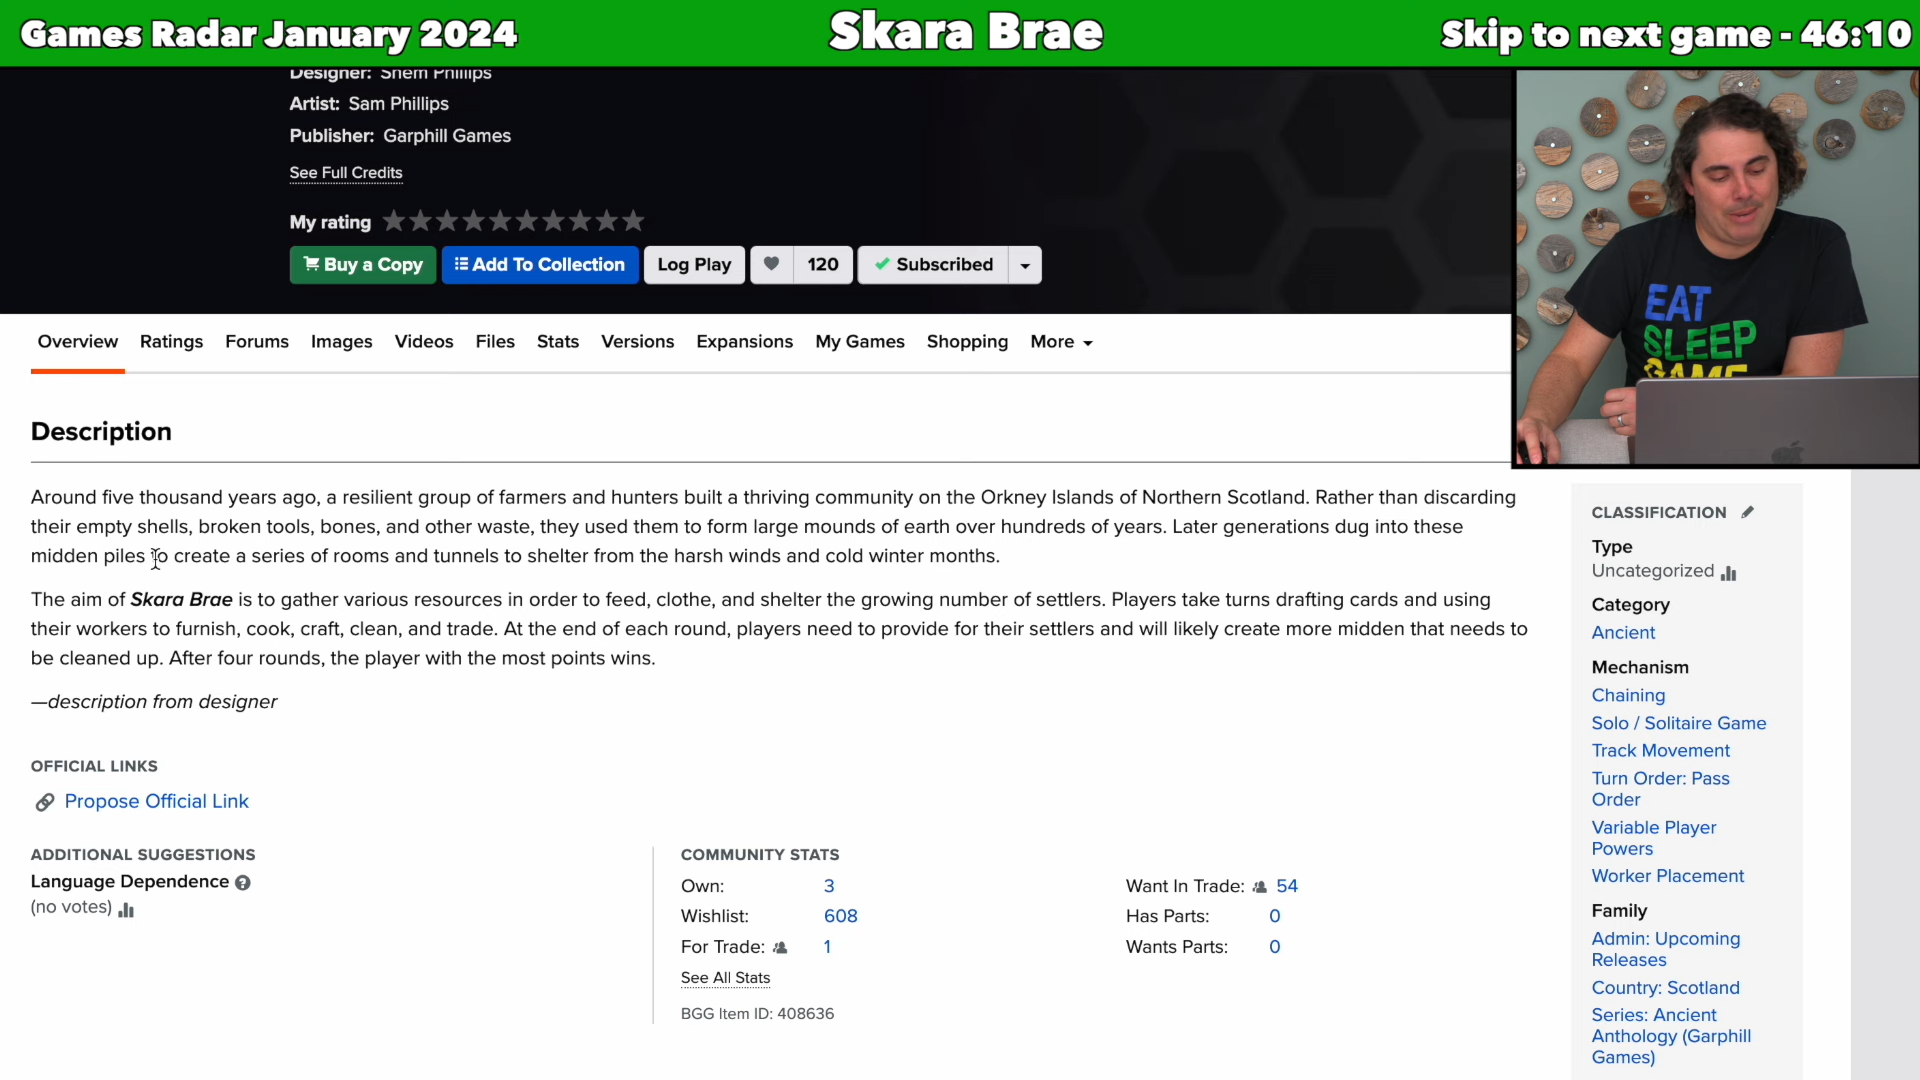 Games Radar January 2024
Skara Brae
Skip to next game - 46:10
Designer: Shem Phillips
Artist: Sam Phillips
Publisher: Garphill Games
See Full Credits
My rating
Buy a Copy
Add To Collection
Log Play
120
Subscribed
EAT
SLEEP
GAME
Overview
Ratings
Forums
Images
Videos
Files
Stats
Versions
Expansions
My Games
Shopping
More
Description
Around five thousand years ago, a resilient group of farmers and hunters built a thriving community on the Orkney Islands of Northern Scotland. Rather than discarding
their empty shells, broken tools, bones, and other waste, they used them to form large mounds of earth over hundreds of years. Later generations dug into these
midden piles to create a series of rooms and tunnels to shelter from the harsh winds and cold winter months.
The aim of Skara Brae is to gather various resources in order to feed, clothe, and shelter the growing number of settlers. Players take turns drafting cards and using
their workers to furnish, cook, craft, clean, and trade. At the end of each round, players need to provide for their settlers and will likely create more midden that needs to
be cleaned up. After four rounds, the player with the most points wins.
—description from designer
OFFICIAL LINKS
Propose Official Link
ADDITIONAL SUGGESTIONS
Language Dependence
(no votes)
COMMUNITY STATS
Own: 3
Wishlist: 608
For Trade: 1
See All Stats
BGG Item ID: 408636
Want In Trade: 54
Has Parts: 0
Wants Parts: 0
CLASSIFICATION
Type
Uncategorized
Category
Ancient
Mechanism
Chaining
Solo / Solitaire Game
Track Movement
Turn Order: Pass
Order
Variable Player
Powers
Worker Placement
Family
Admin: Upcoming
Releases
Country: Scotland
Series: Ancient
Anthology (Garphill
Games)